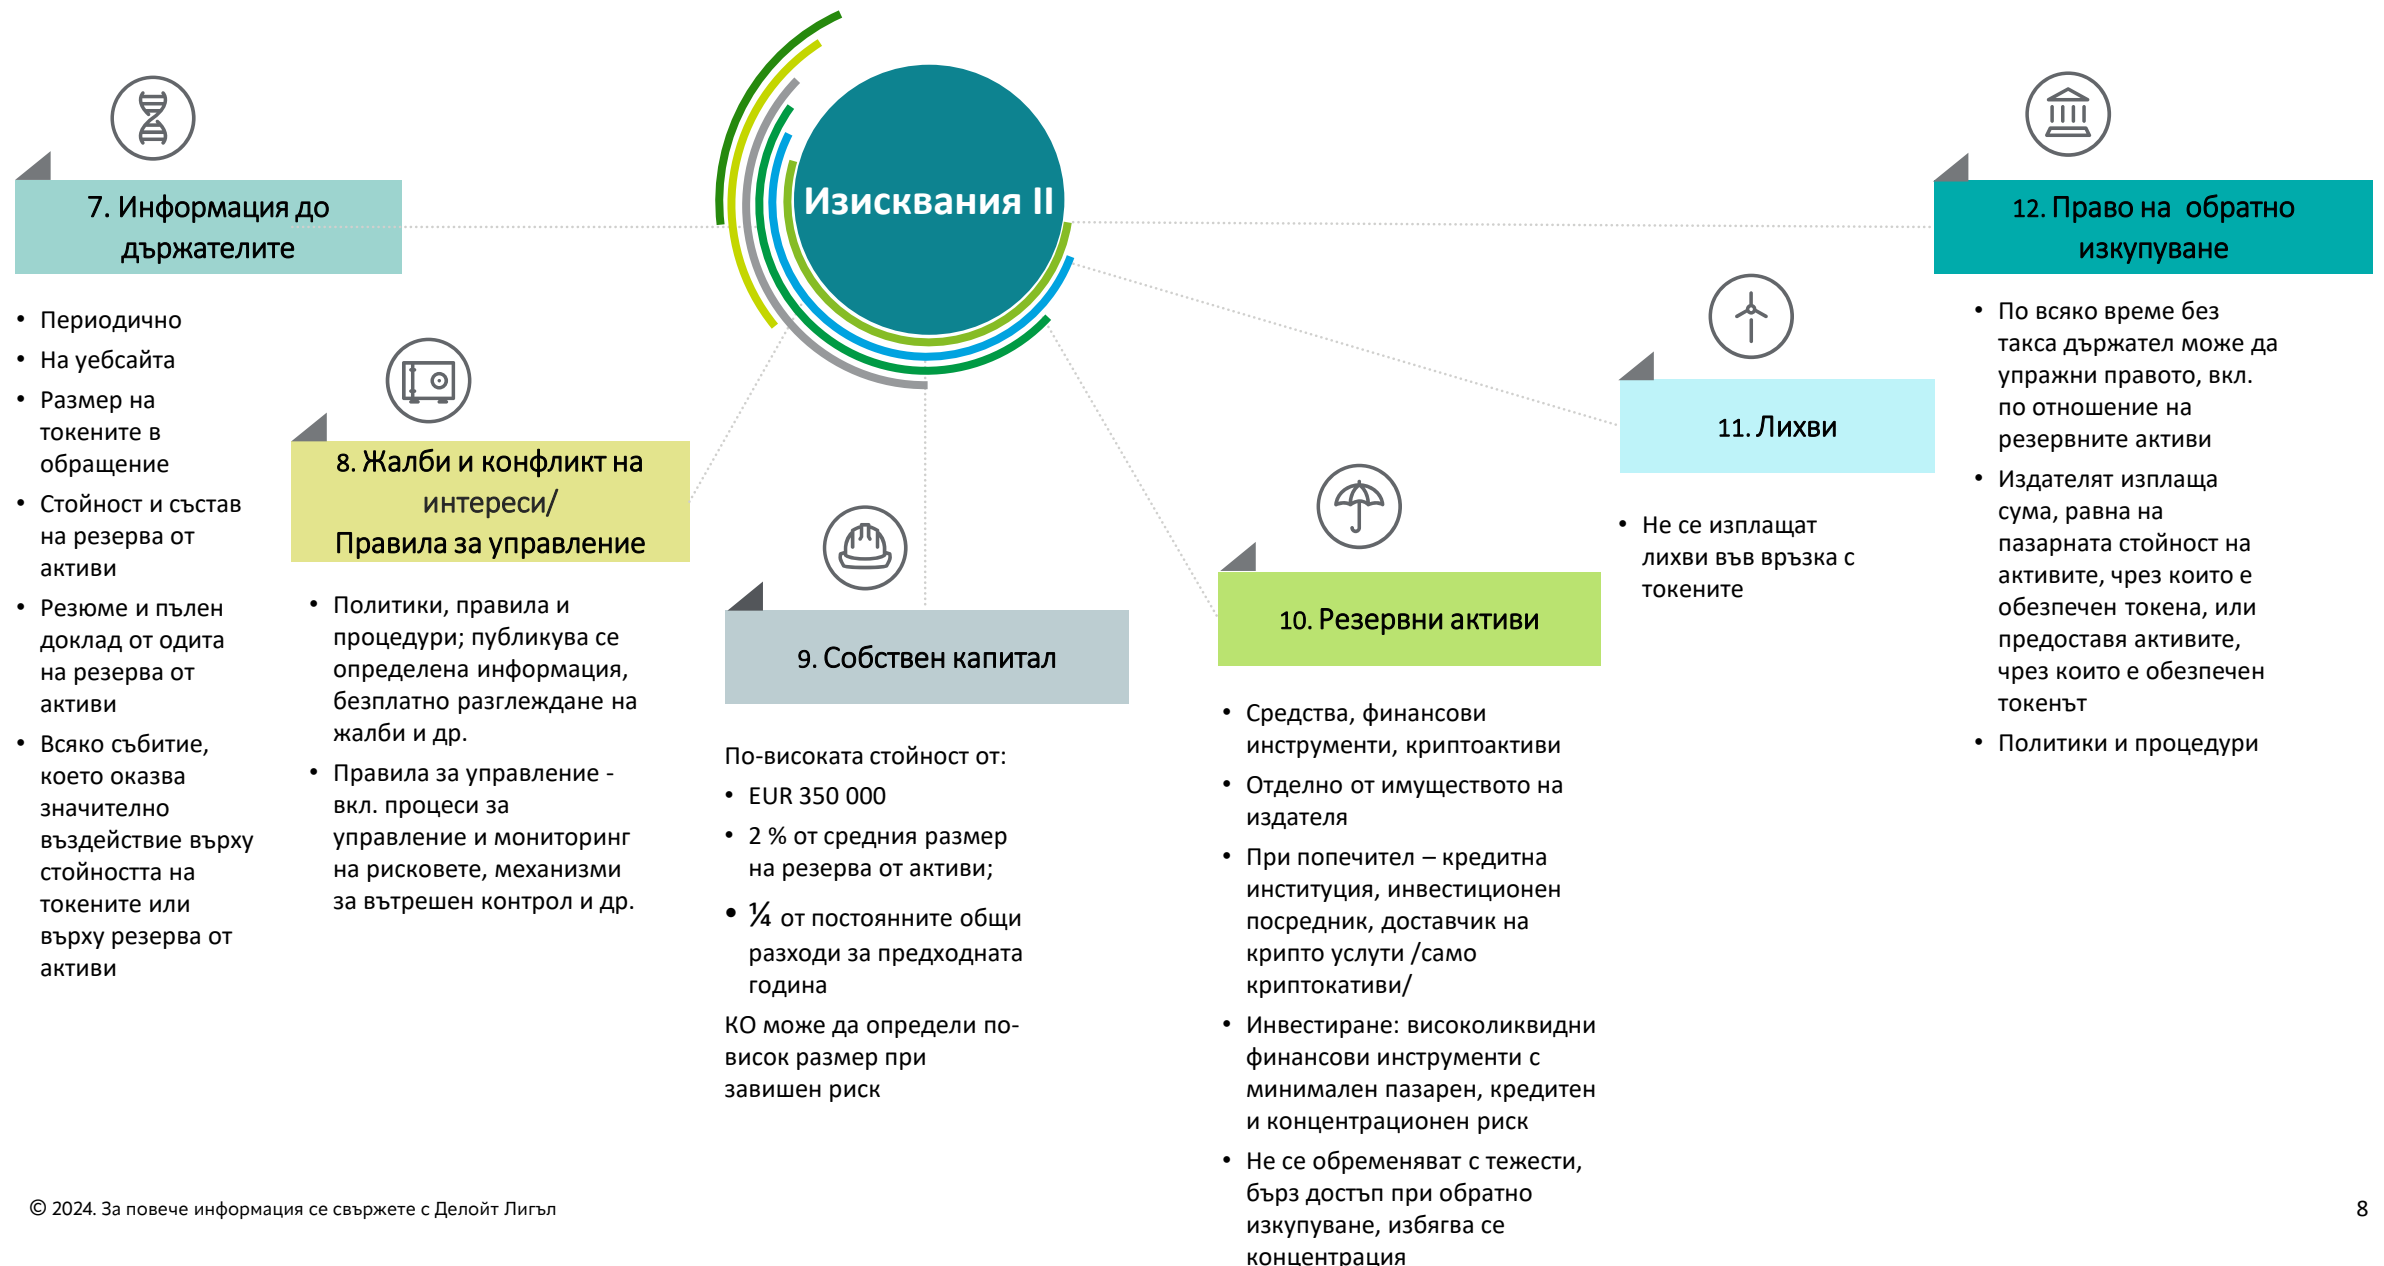 Изисквания II
7. Информация до
държателите
• Периодично
• На уебсайта
• Размер на
токените в
обращение
• Стойност и състав
на резерва от
активи
• Резюме и пълен
доклад от одита
на резерва от
активи
• Всяко събитие,
което оказва
значително
въздействие върху
стойността на
токените или
върху резерва от
активи
8. Жалби и конфликт на
интереси/
Правила за управление
• Политики, правила и
процедури; публикува се
определена информация,
безплатно разглеждане на
жалби и др.
• Правила за управление -
вкл. процеси за
управление и мониторинг
на рисковете, механизми
за вътрешен контрол и др.
9. Собствен капитал
По-високата стойност от:
• EUR 350 000
• 2 % от средния размер
на резерва от активи;
• ¼ от постоянните общи
разходи за предходната
година
КО може да определи по-
висок размер при
завишен риск
10. Резервни активи
• Средства, финансови
инструменти, криптоактиви
• Отделно от имуществото на
издателя
• При попечител – кредитна
институция, инвестиционен
посредник, доставчик на
крипто услути /само
криптокативи/
• Инвестиране: високоликвидни
финансови инструменти с
минимален пазарен, кредитен
и концентрационен риск
• Не се обременяват с тежести,
бърз достъп при обратно
изкупуване, избягва се
концентрация
11. Лихви
• Не се изплащат
лихви във връзка с
токените
12. Право на обратно
изкупуване
• По всяко време без
такса държател може да
упражни правото, вкл.
по отношение на
резервните активи
• Издателят изплаща
сума, равна на
пазарната стойност на
активите, чрез които е
обезпечен токена, или
предоставя активите,
чрез които е обезпечен
токенът
• Политики и процедури
© 2024. За повече информация се свържете с Делойт Лигъл
8